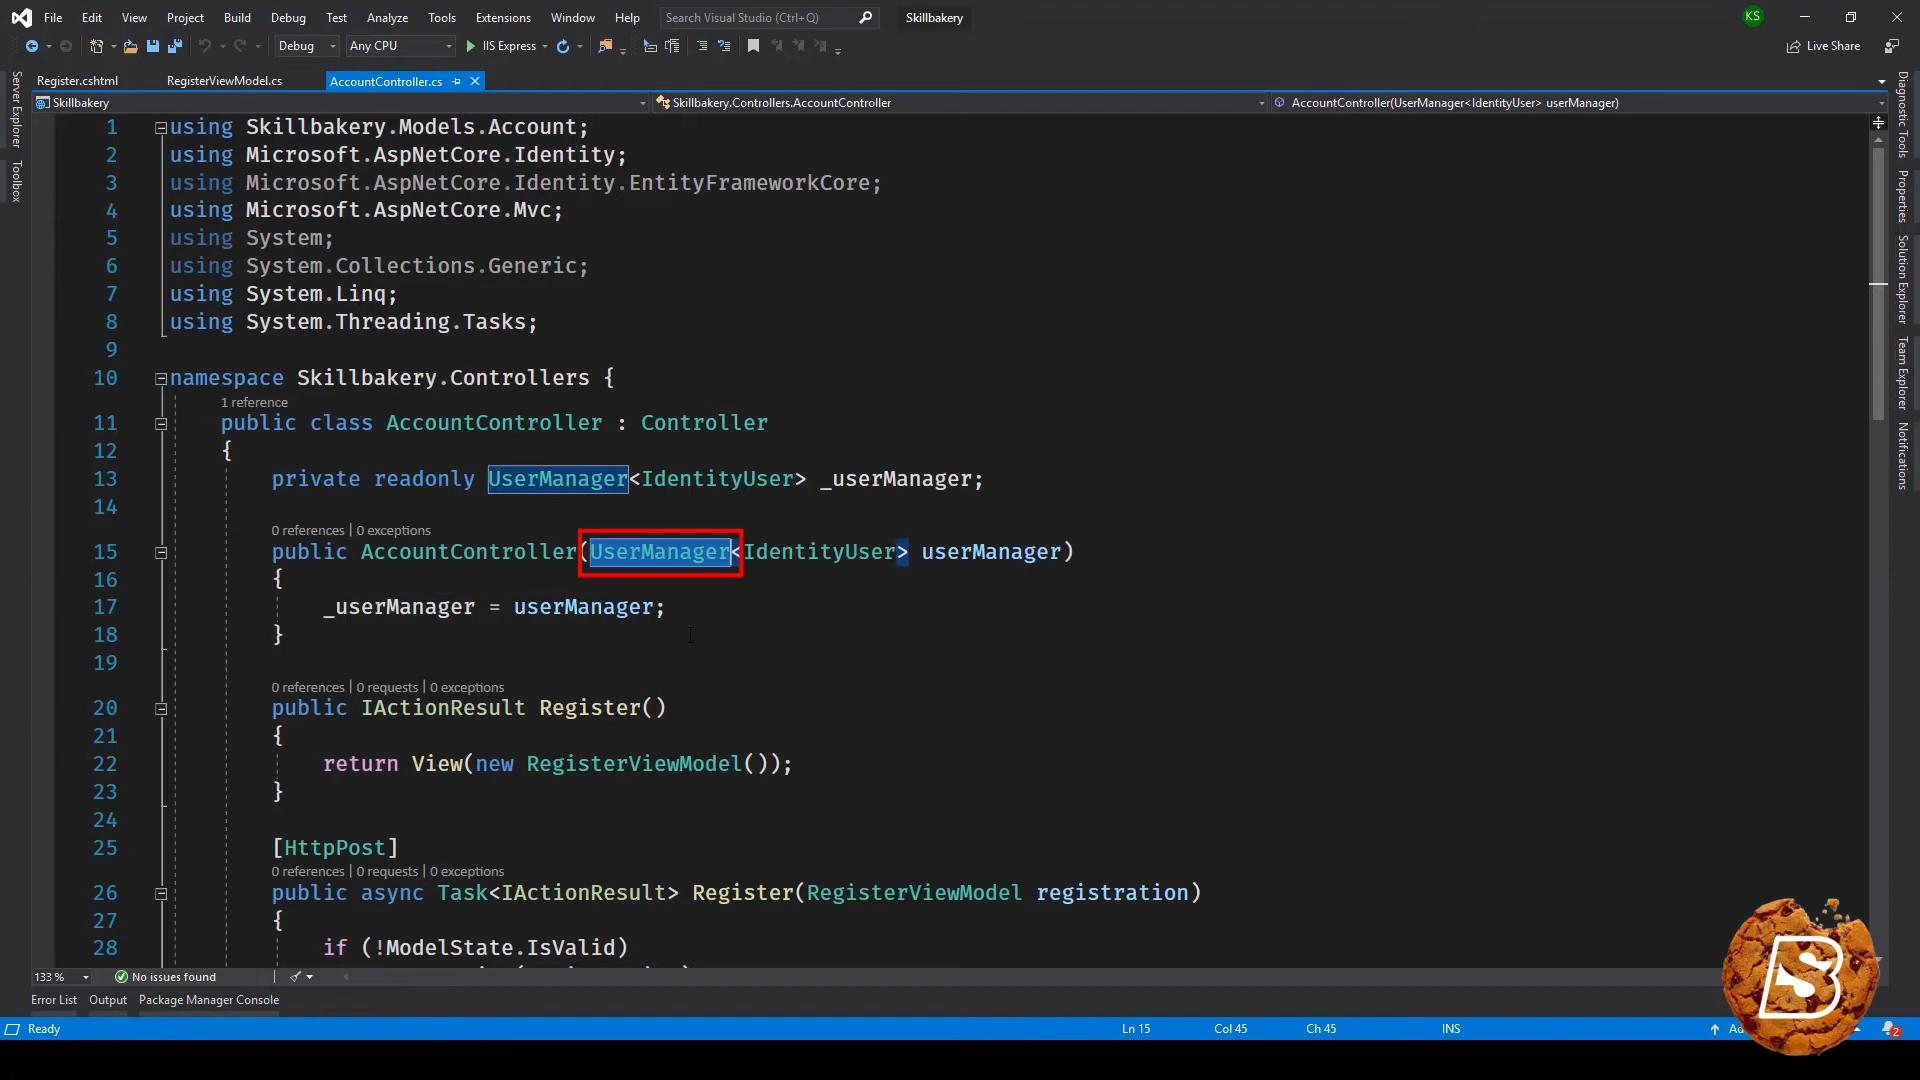 File Edit View Project Build Debug Test Analyze Tools Extensions Window Help Search Visual Studio (Ctrl+Q) Skillbakery KS
Debug Any CPU IIS Express Live Share
Register.cshtml RegisterViewModel.cs AccountController.cs
Skillbakery Skillbakery.Controllers.AccountController AccountController(UserManager<IdentityUser> userManager)
Server Explorer
Toolbox
Diagnostic Tools
Properties
Solution Explorer
Team Explorer
Notifications
1 using Skillbakery.Models.Account;
2 using Microsoft.AspNetCore.Identity;
3 using Microsoft.AspNetCore.Identity.EntityFrameworkCore;
4 using Microsoft.AspNetCore.Mvc;
5 using System;
6 using System.Collections.Generic;
7 using System.Linq;
8 using System.Threading.Tasks;
9
10 namespace Skillbakery.Controllers {
1 reference
11 public class AccountController : Controller
12 {
13 private readonly UserManager<IdentityUser> _userManager;
14
0 references | 0 exceptions
15 public AccountController(UserManager<IdentityUser> userManager)
16 {
17 _userManager = userManager;
18 }
19
0 references | 0 requests | 0 exceptions
20 public IActionResult Register()
21 {
22 return View(new RegisterViewModel());
23 }
24
25 [HttpPost]
0 references | 0 requests | 0 exceptions
26 public async Task<IActionResult> Register(RegisterViewModel registration)
27 {
28 if (!ModelState.IsValid)
133 % No issues found
Error List Output Package Manager Console
Ready Ln 15 Col 45 Ch 45 INS 2